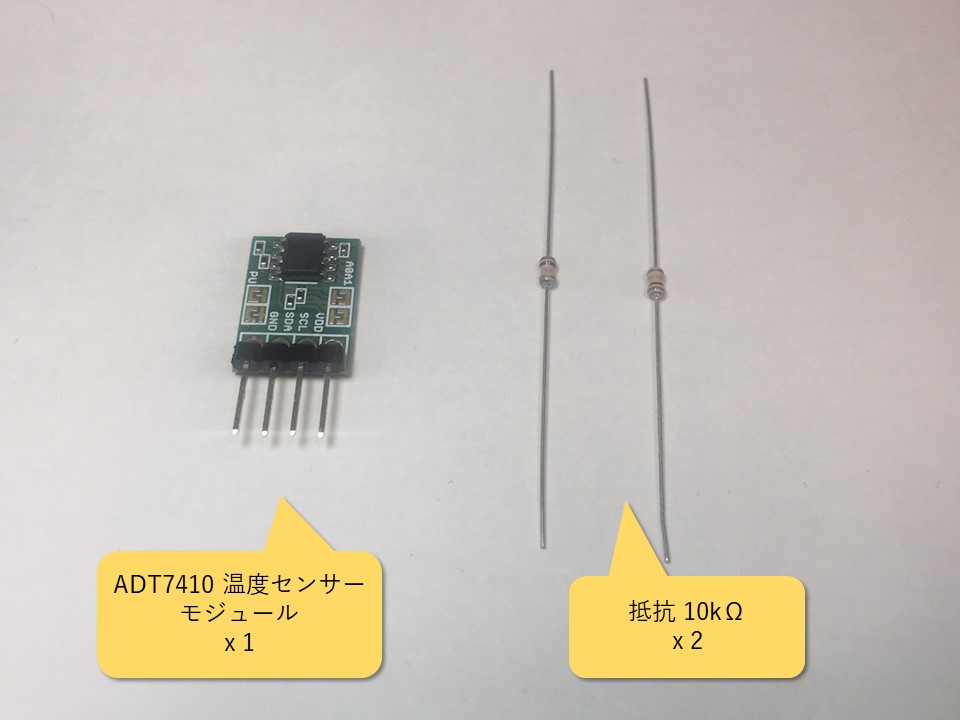 A0A1
PU
GND
SDA
SCL
VDD
ADT7410 温度センサー
モジュール
x 1
抵抗 10kΩ
x 2